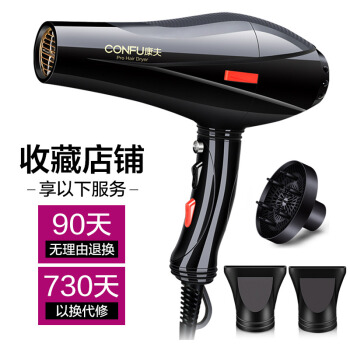 CONFU康夫
Pro Hair Dryer
收藏店铺
享以下服务
90天
无理由退换
730天
以换代修